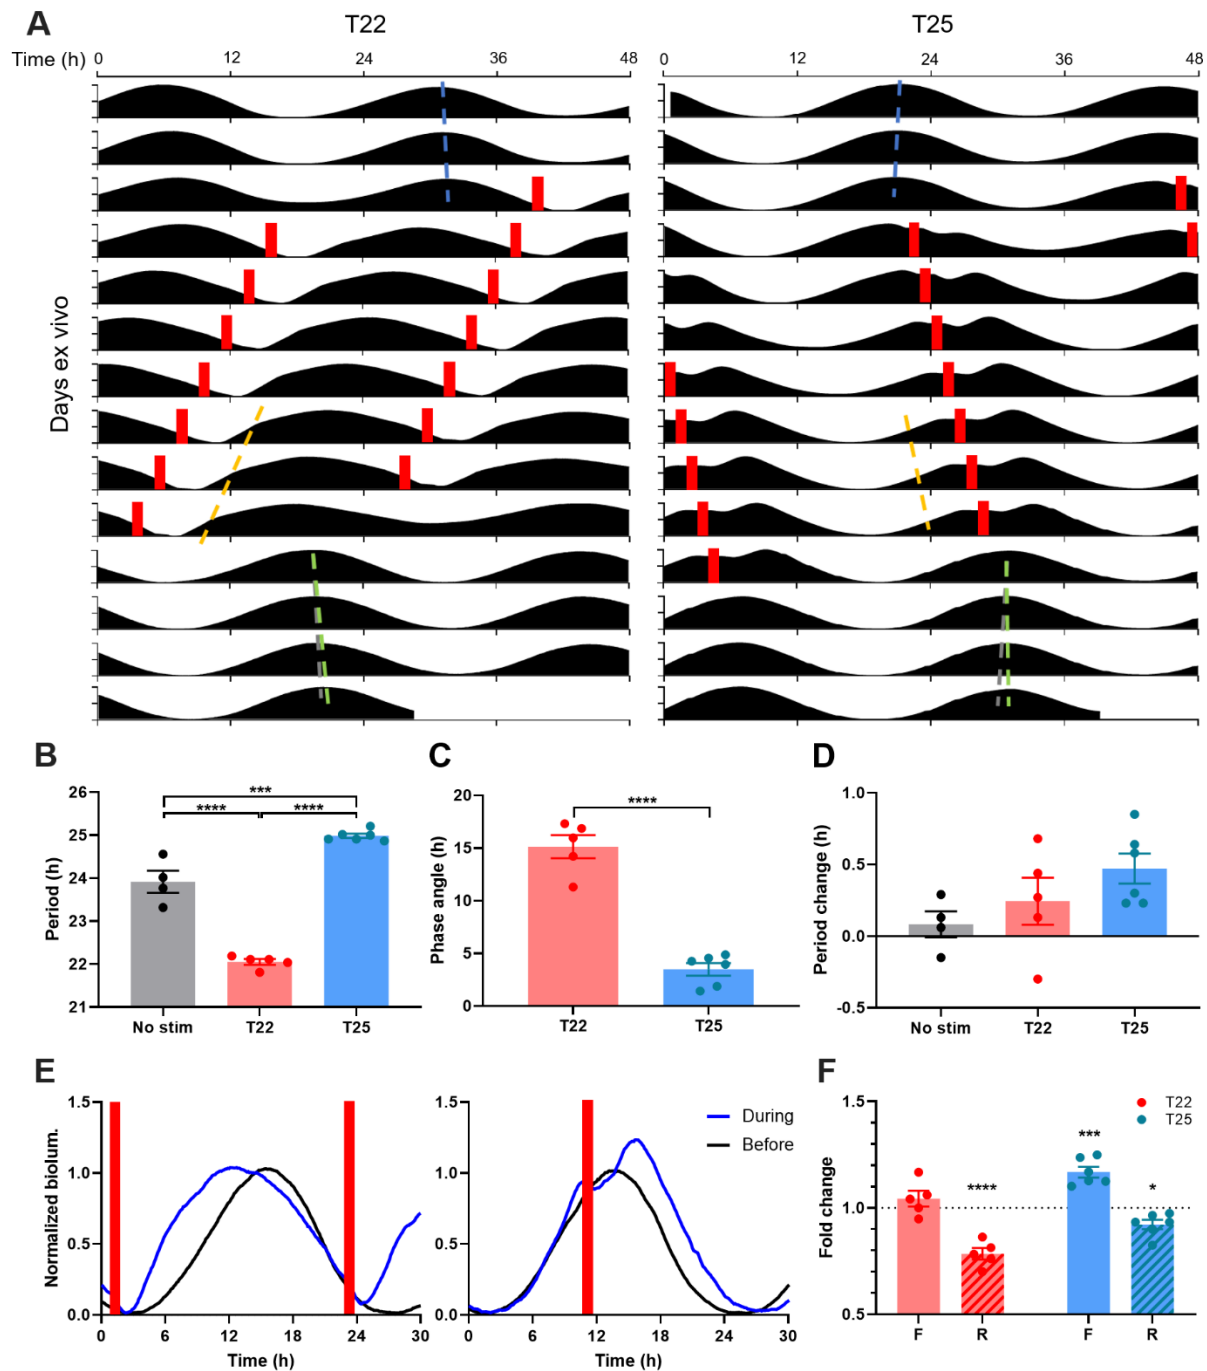 A
T22
T25
Time (h)
0 12 24 36 48
0 12 24 36 48
Days ex vivo
B
C
D
26
25
24
23
22
21
Period (h)
***
**** ****
No stim T22 T25
20
15
10
5
0
Phase angle (h)
****
T22 T25
1.0
0.5
0.0
-0.5
Period change (h)
No stim T22 T25
E
F
1.5
1.0
0.5
0.0
Normalized biolum.
0 6 12 18 24 30
Time (h)
1.5
1.0
0.5
0.0
During
Before
0 6 12 18 24 30
Time (h)
1.5
1.0
0.5
Fold change
T22
T25
***
****
*
F R F R